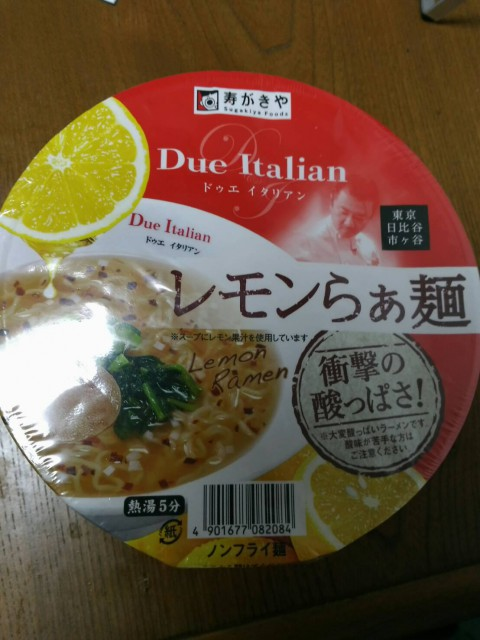 寿がきや
Sugakiya Foods
Due Italian
ドゥエ イタリアン
東京
日比谷
市ヶ谷
Due Italian
ドゥエ イタリアン
レモンらぁ麺
※スープにレモン果汁を使用しています
Lemon
Ramen
衝撃の
酸っぱさ!
※大変酸っぱいラーメンです
酸味が苦手な方は
ご注意ください
熱湯5分
紙
4 901677 082084
ノンフライ麺